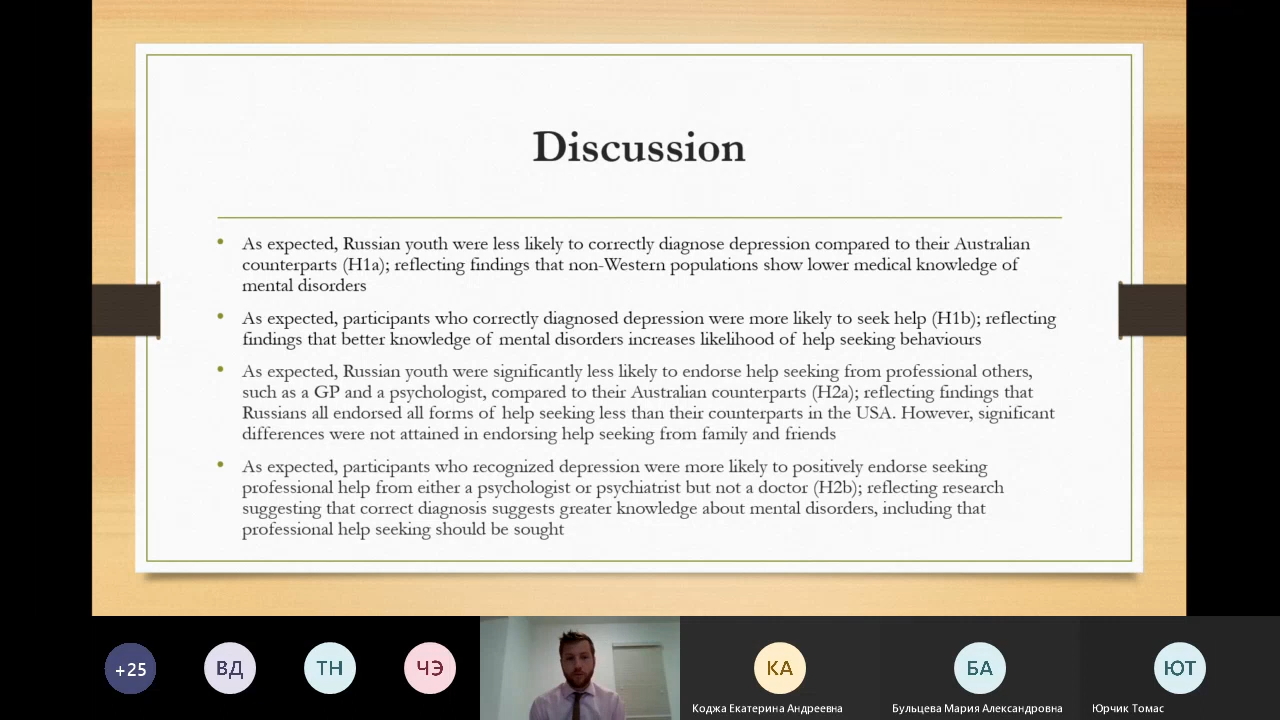 Discussion
As expected, Russian youth were less likely to correctly diagnose depression compared to their Australian
counterparts (H1a); reflecting findings that non-Western populations show lower medical knowledge of
mental disorders
As expected, participants who correctly diagnosed depression were more likely to seek help (H1b); reflecting
findings that better knowledge of mental disorders increases likelihood of help seeking behaviours
As expected, Russian youth were significantly less likely to endorse help seeking from professional others,
such as a GP and a psychologist, compared to their Australian counterparts (H2a); reflecting findings that
Russians all endorsed all forms of help seeking less than their counterparts in the USA. However, significant
differences were not attained in endorsing help seeking from family and friends
As expected, participants who recognized depression were more likely to positively endorse seeking
professional help from either a psychologist or psychiatrist but not a doctor (H2b); reflecting research
suggesting that correct diagnosis suggests greater knowledge about mental disorders, including that
professional help seeking should be sought
+25
ВД
ТН
ЧЭ
КА
БА
ЮТ
Коджа Екатерина Андреевна
Бульцева Мария Александровна
Юрчик Томас